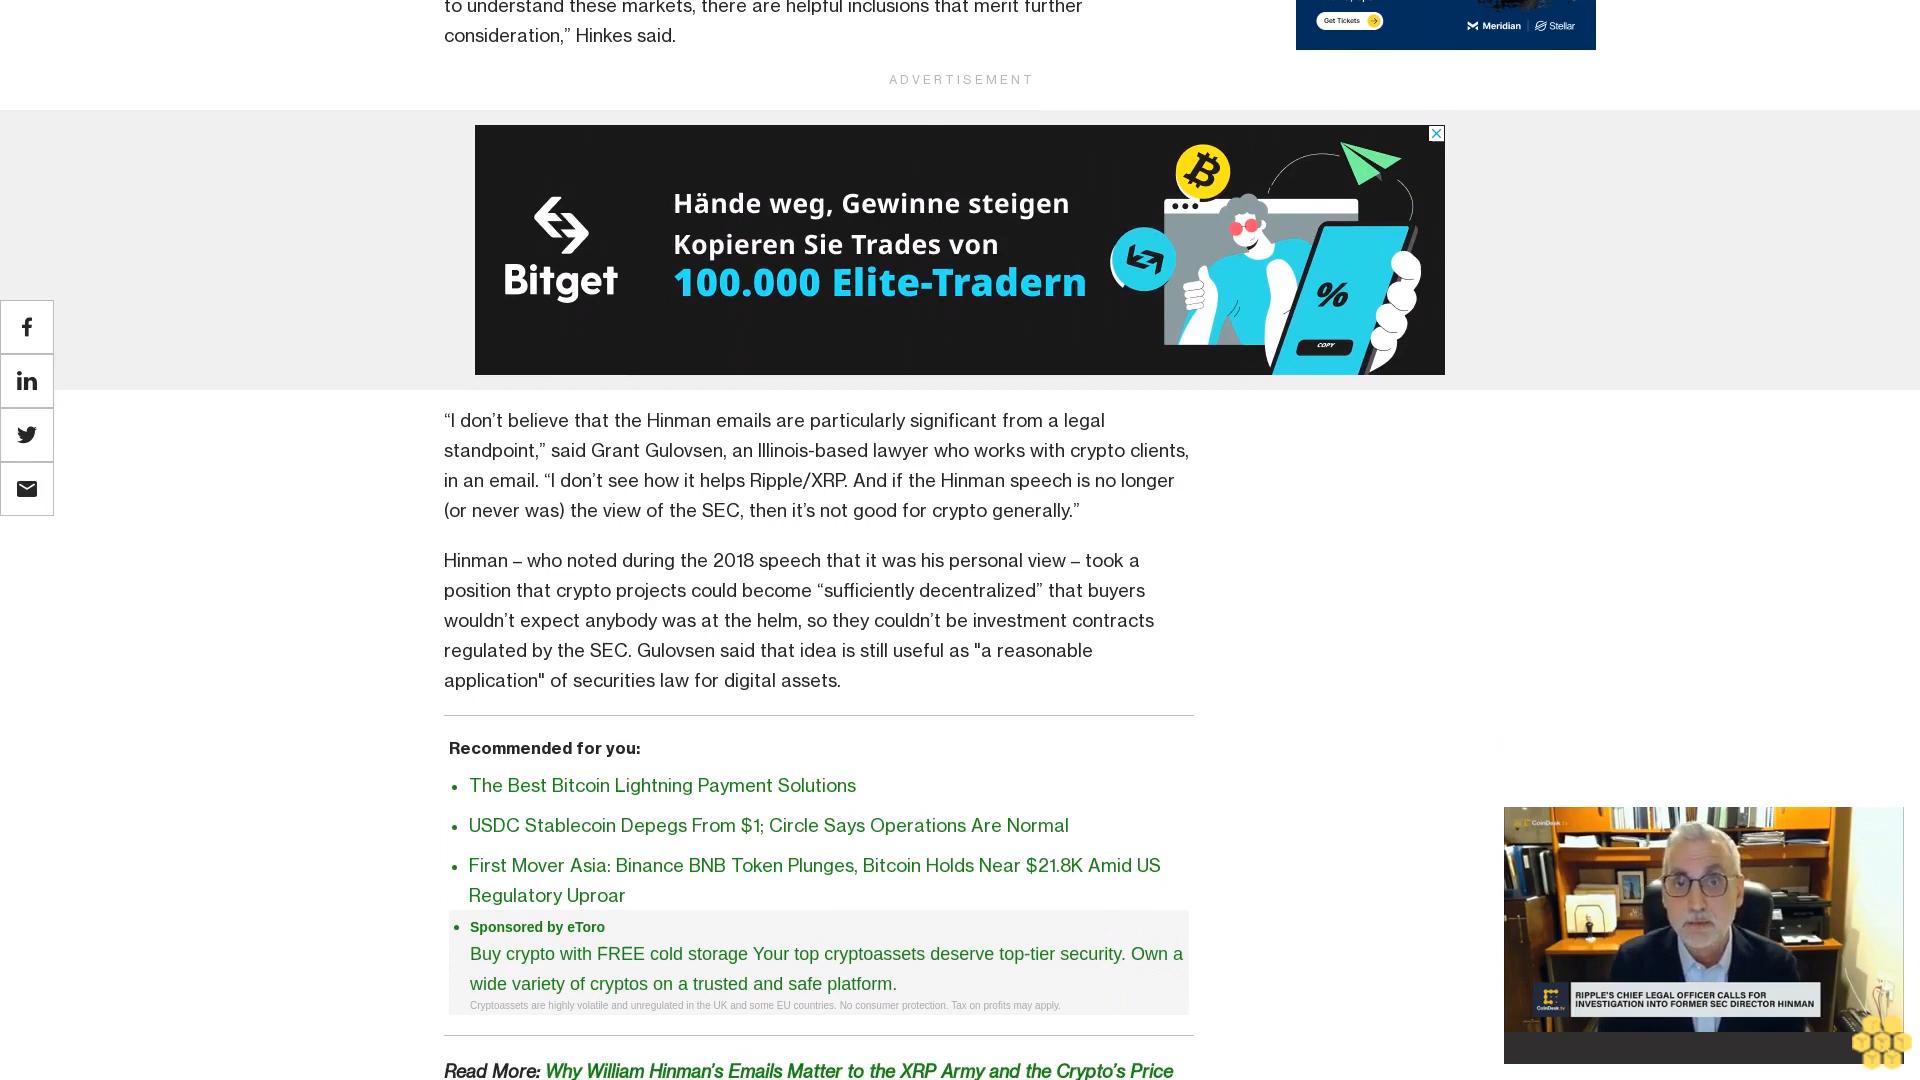 to understand these markets, there are helpful inclusions that merit further
consideration,” Hinkes said.
Get Tickets
Meridian
Stellar
ADVERTISEMENT
Bitget
Hände weg, Gewinne steigen
Kopieren Sie Trades von
100.000 Elite-Tradern
%
COPY
“I don’t believe that the Hinman emails are particularly significant from a legal
standpoint,” said Grant Gulovsen, an Illinois-based lawyer who works with crypto clients,
in an email. “I don’t see how it helps Ripple/XRP. And if the Hinman speech is no longer
(or never was) the view of the SEC, then it’s not good for crypto generally.”
Hinman – who noted during the 2018 speech that it was his personal view – took a
position that crypto projects could become “sufficiently decentralized” that buyers
wouldn’t expect anybody was at the helm, so they couldn’t be investment contracts
regulated by the SEC. Gulovsen said that idea is still useful as "a reasonable
application" of securities law for digital assets.
Recommended for you:
• The Best Bitcoin Lightning Payment Solutions
• USDC Stablecoin Depegs From $1; Circle Says Operations Are Normal
• First Mover Asia: Binance BNB Token Plunges, Bitcoin Holds Near $21.8K Amid US
Regulatory Uproar
• Sponsored by eToro
Buy crypto with FREE cold storage Your top cryptoassets deserve top-tier security. Own a
wide variety of cryptos on a trusted and safe platform.
Cryptoassets are highly volatile and unregulated in the UK and some EU countries. No consumer protection. Tax on profits may apply.
Read More: Why William Hinman’s Emails Matter to the XRP Army and the Crypto’s Price
CoinDesk.tv
CoinDesk.tv
RIPPLE'S CHIEF LEGAL OFFICER CALLS FOR
INVESTIGATION INTO FORMER SEC DIRECTOR HINMAN